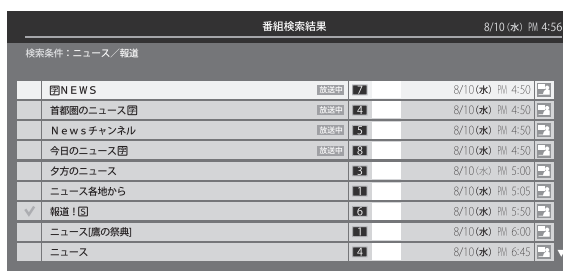 番組検索結果 8/10(水) PM 4:56
検索条件：ニュース／報道
字NEWS 放送中 7 8/10(水) PM 4:50
首都圏のニュース字 放送中 4 8/10(水) PM 4:50
Newsチャンネル 放送中 5 8/10(水) PM 4:50
今日のニュース字 放送中 8 8/10(水) PM 4:50
夕方のニュース 3 8/10(水) PM 5:00
ニュース各地から 1 8/10(水) PM 5:05
報道！S 6 8/10(水) PM 5:50
ニュース[鷹の祭典] 1 8/10(水) PM 6:00
ニュース 4 8/10(水) PM 6:45